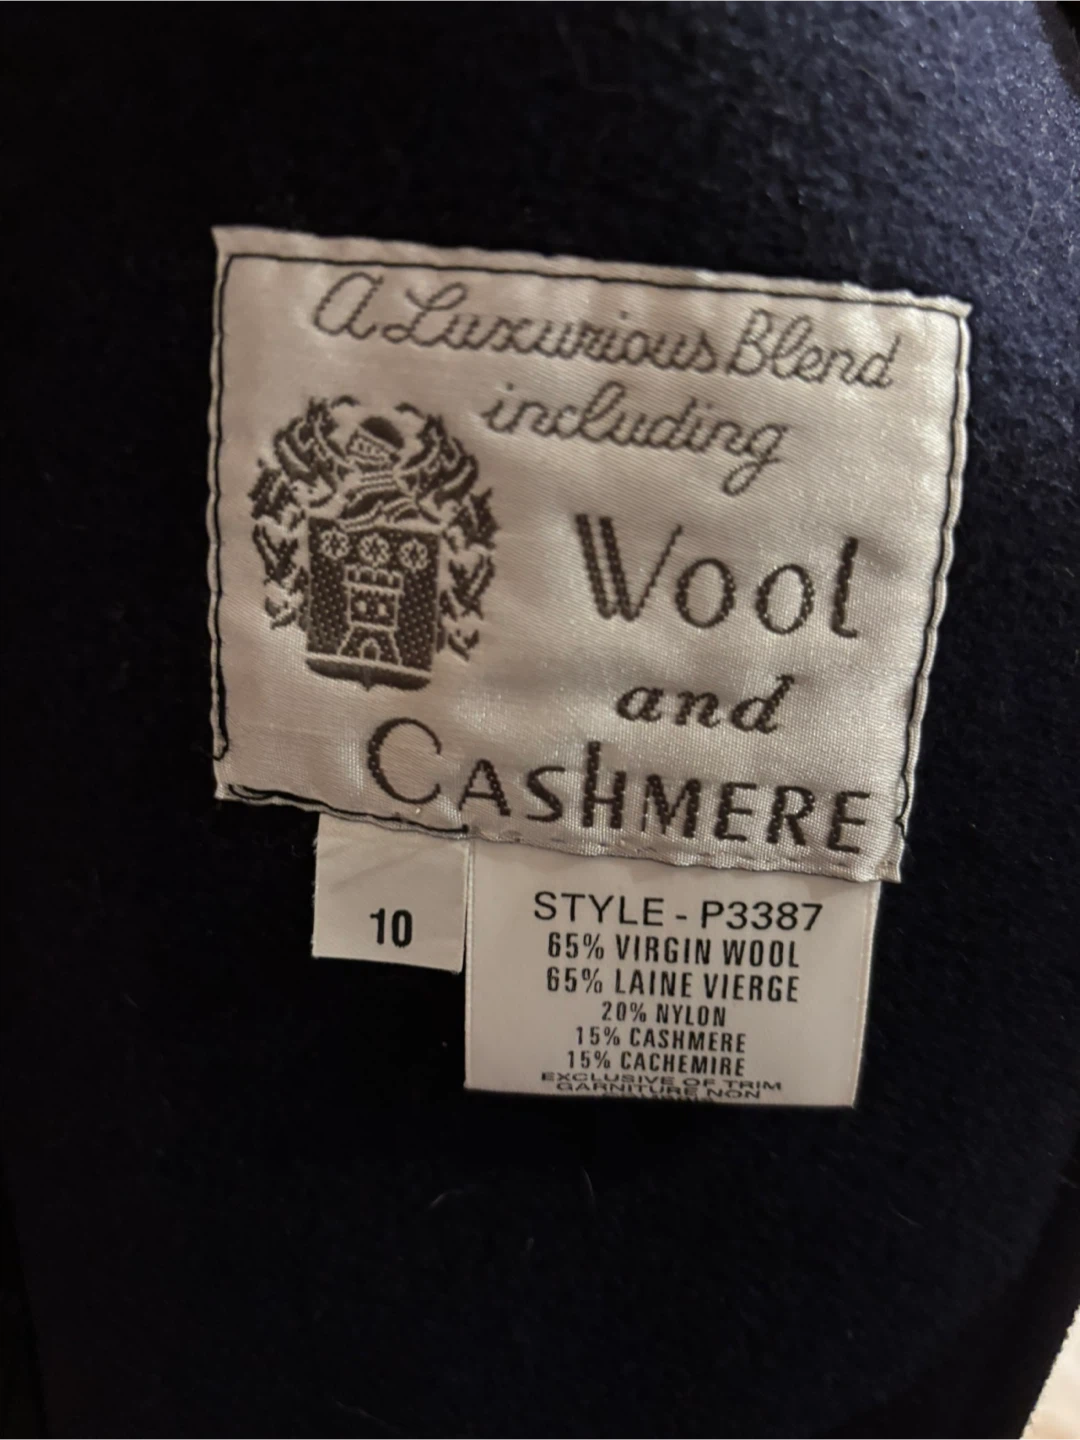 A Luxurious Blend
including
Wool
and
CASHMERE
10
STYLE - P3387
65% VIRGIN WOOL
65% LAINE VIERGE
20% NYLON
15% CASHMERE
15% CACHEMIRE
EXCLUSIVE OF TRIM
GARNITURE NON